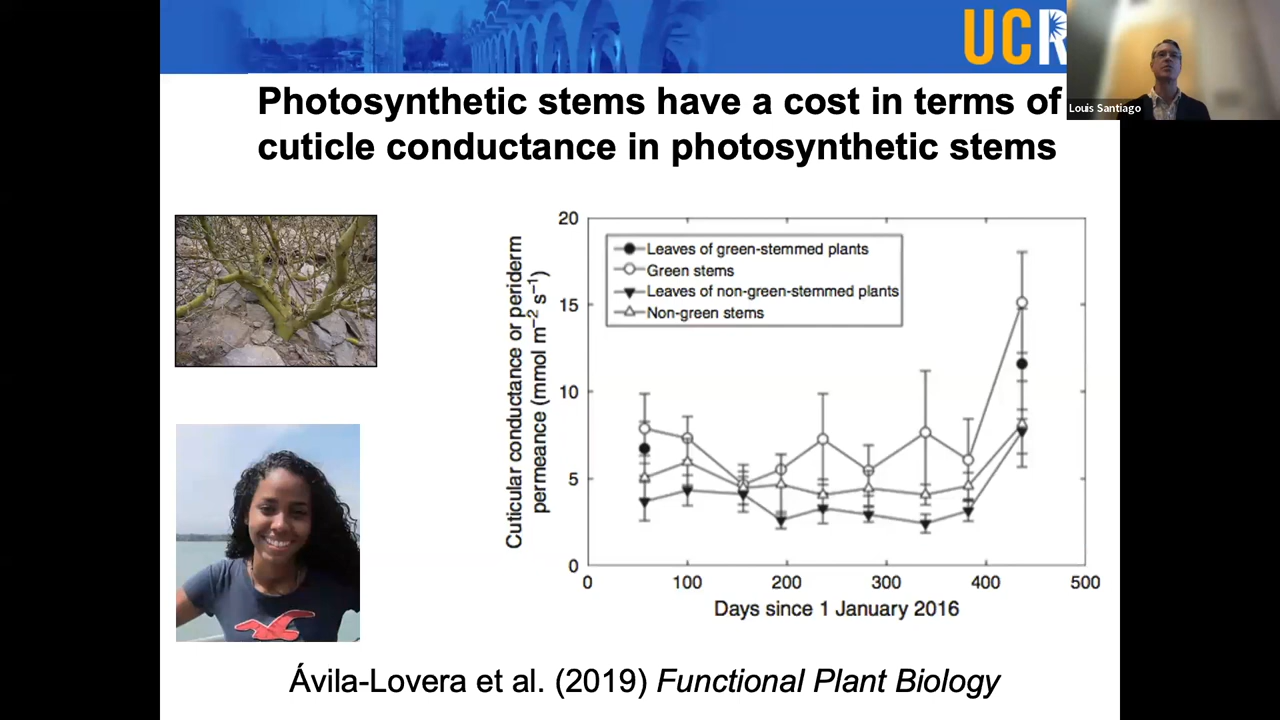 UCR
Louis Santiago
Photosynthetic stems have a cost in terms of
cuticle conductance in photosynthetic stems
Cuticular conductance or periderm
permeance (mmol m⁻² s⁻¹)
20
15
10
5
0
Leaves of green-stemmed plants
Green stems
Leaves of non-green-stemmed plants
Non-green stems
0 100 200 300 400 500
Days since 1 January 2016
Ávila-Lovera et al. (2019) Functional Plant Biology